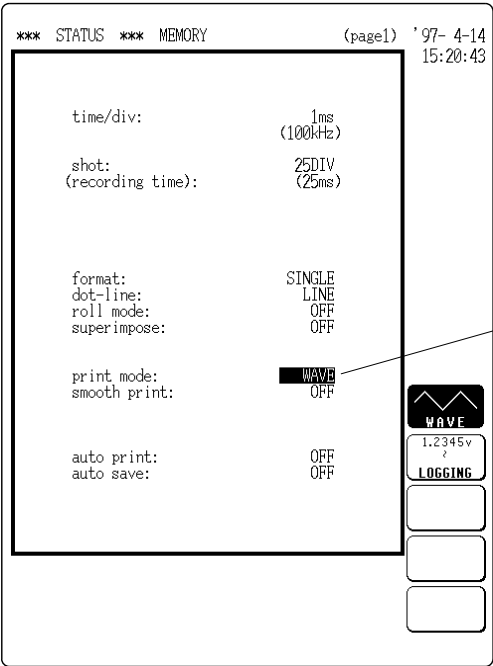 *** STATUS *** MEMORY (page1) '97- 4-14
15:20:43
time/div: 1ms
(100kHz)
shot: 25DIV
(recording time): (25ms)
format: SINGLE
dot-line: LINE
roll mode: OFF
superimpose: OFF
print mode: WAVE
smooth print: OFF
WAVE
1.2345v
~
LOGGING
auto print: OFF
auto save: OFF